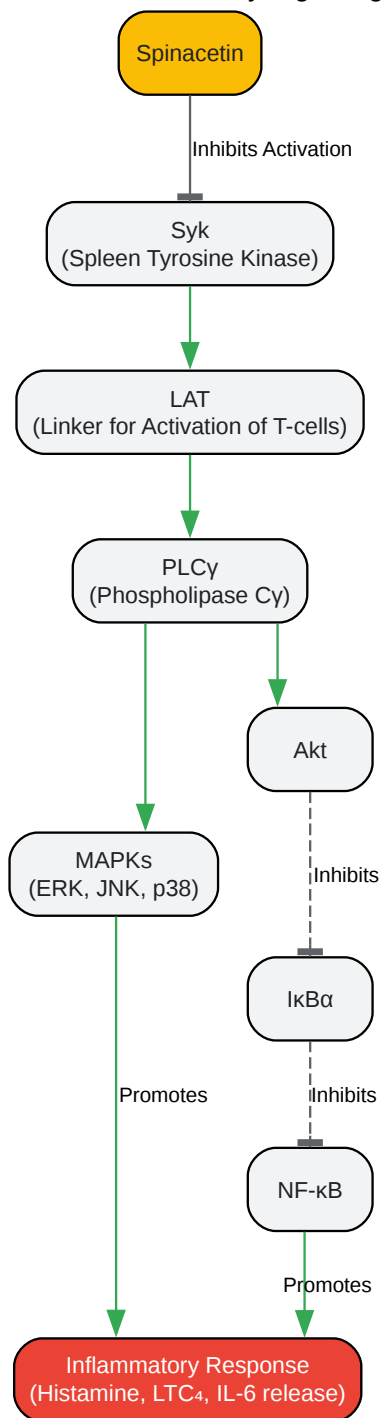 Spinacetin
Inhibits Activation
Syk
(Spleen Tyrosine Kinase)
LAT
(Linker for Activation of T-cells)
PLCγ
(Phospholipase Cγ)
Akt
MAPKs
(ERK, JNK, p38)
Inhibits
IκBα
Promotes
Inhibits
NF-κB
Promotes
Inflammatory Response
(Histamine, LTC₄, IL-6 release)